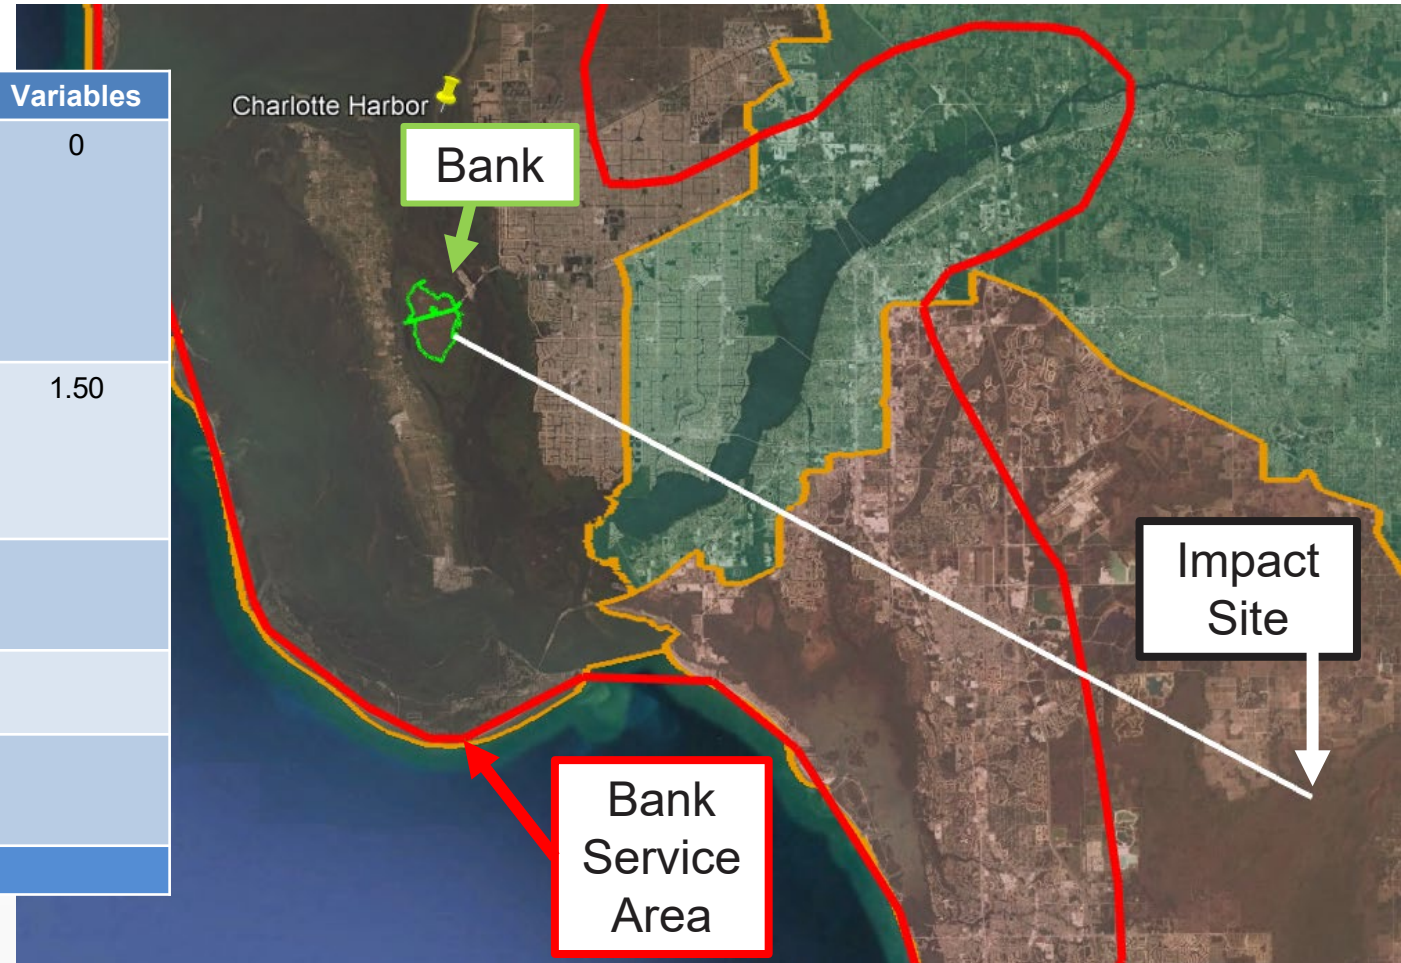 Variables
0
1.50
Charlotte Harbor
Bank
Impact
Site
Bank
Service
Area